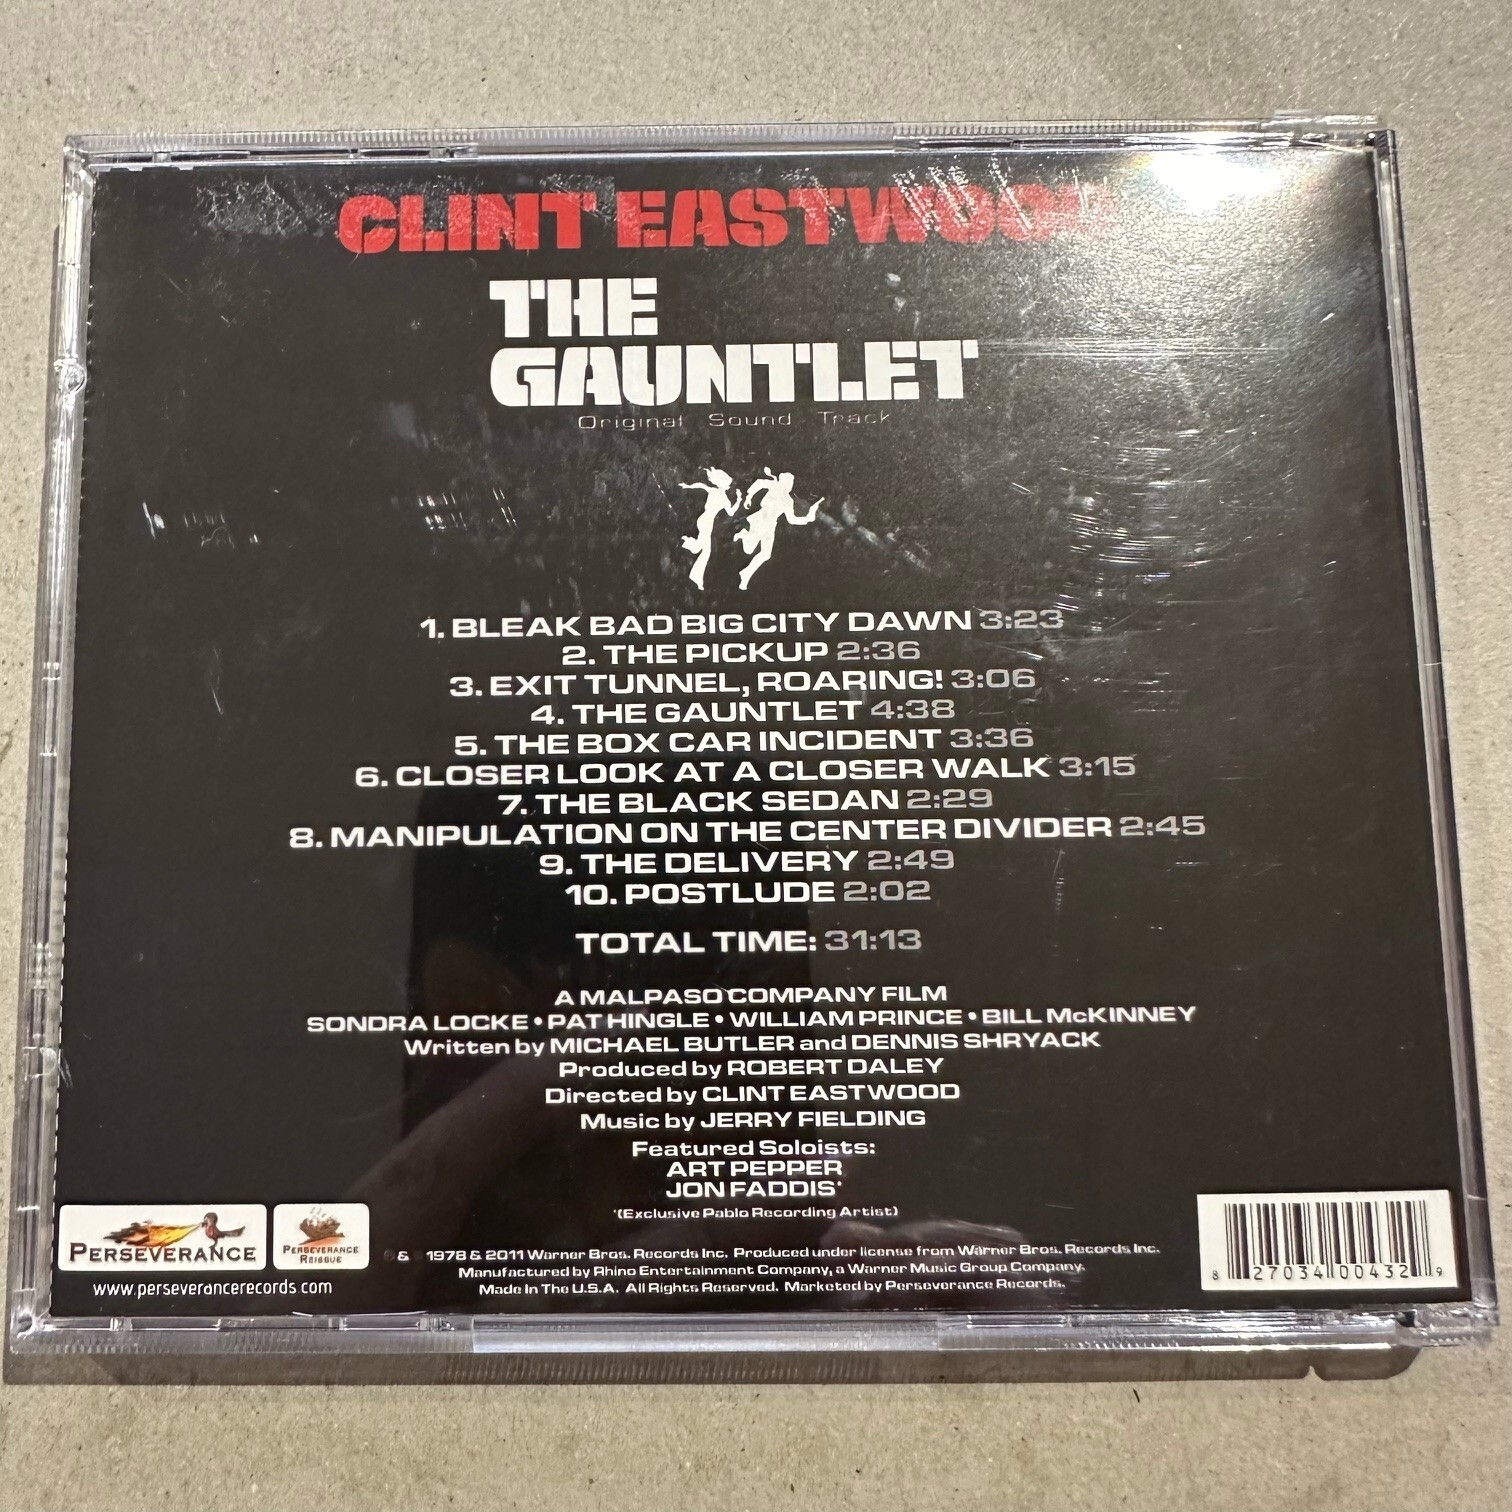 CLINT EASTWOOD
THE
GAUNTLET
Original Sound Track
1. BLEAK BAD BIG CITY DAWN 3:23
2. THE PICKUP 2:36
3. EXIT TUNNEL, ROARING! 3:06
4. THE GAUNTLET 4:38
5. THE BOX CAR INCIDENT 3:36
6. CLOSER LOOK AT A CLOSER WALK 3:15
7. THE BLACK SEDAN 2:29
8. MANIPULATION ON THE CENTER DIVIDER 2:45
9. THE DELIVERY 2:49
10. POSTLUDE 2:02
TOTAL TIME: 31:13
A MALPASO COMPANY FILM
SONDRA LOCKE • PAT HINGLE • WILLIAM PRINCE • BILL McKINNEY
Written by MICHAEL BUTLER and DENNIS SHRYACK
Produced by ROBERT DALEY
Directed by CLINT EASTWOOD
Music by JERRY FIELDING
Featured Soloists:
ART PEPPER
JON FADDIS*
*(Exclusive Pablo Recording Artist)
PERSEVERANCE
PERSEVERANCE
REISSUE
www.perseverancerecords.com
& 1978 & 2011 Warner Bros. Records Inc. Produced under license from Warner Bros. Records Inc.
Manufactured by Rhino Entertainment Company, a Warner Music Group Company.
Made in The U.S.A. All Rights Reserved. Marketed by Perseverance Records.
8 27034 00432 9